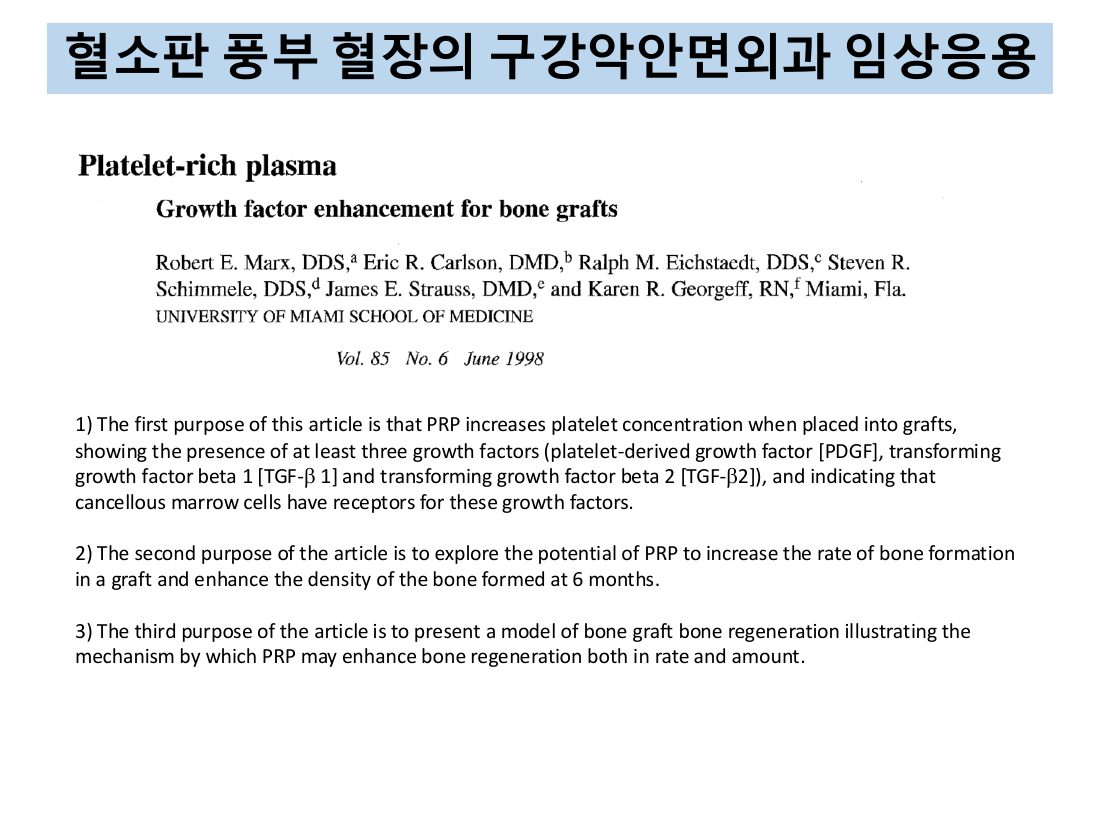 혈소판 풍부 혈장의 구강악안면외과 임상응용
Platelet-rich plasma
Growth factor enhancement for bone grafts
Robert E. Marx, DDS,ᵃ Eric R. Carlson, DMD,ᵇ Ralph M. Eichstaedt, DDS,ᶜ Steven R.
Schimmele, DDS,ᵈ James E. Strauss, DMD,ᵉ and Karen R. Georgeff, RN,ᶠ Miami, Fla.
UNIVERSITY OF MIAMI SCHOOL OF MEDICINE
Vol. 85 No. 6 June 1998
1) The first purpose of this article is that PRP increases platelet concentration when placed into grafts,
showing the presence of at least three growth factors (platelet-derived growth factor [PDGF], transforming
growth factor beta 1 [TGF-β 1] and transforming growth factor beta 2 [TGF-β2]), and indicating that
cancellous marrow cells have receptors for these growth factors.
2) The second purpose of the article is to explore the potential of PRP to increase the rate of bone formation
in a graft and enhance the density of the bone formed at 6 months.
3) The third purpose of the article is to present a model of bone graft bone regeneration illustrating the
mechanism by which PRP may enhance bone regeneration both in rate and amount.